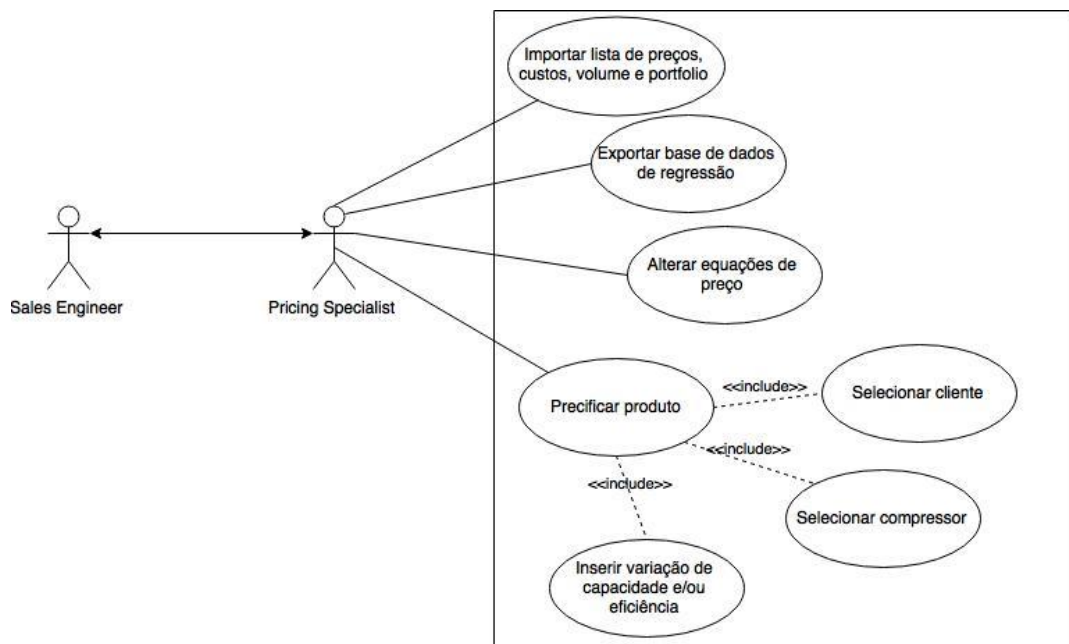 Importar lista de preços,
custos, volume e portfolio
Exportar base de dados
de regressão
Sales Engineer
Pricing Specialist
Alterar equações de
preço
Precificar produto
<<include>>
Selecionar cliente
<<include>>
Selecionar compressor
<<include>>
Inserir variação de
capacidade e/ou
eficiência